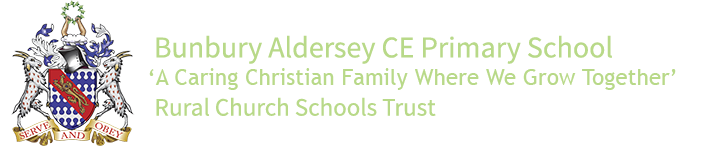 Bunbury Aldersey CE Primary School
‘A Caring Christian Family Where We Grow Together’
Rural Church Schools Trust
SERVE AND OBEY